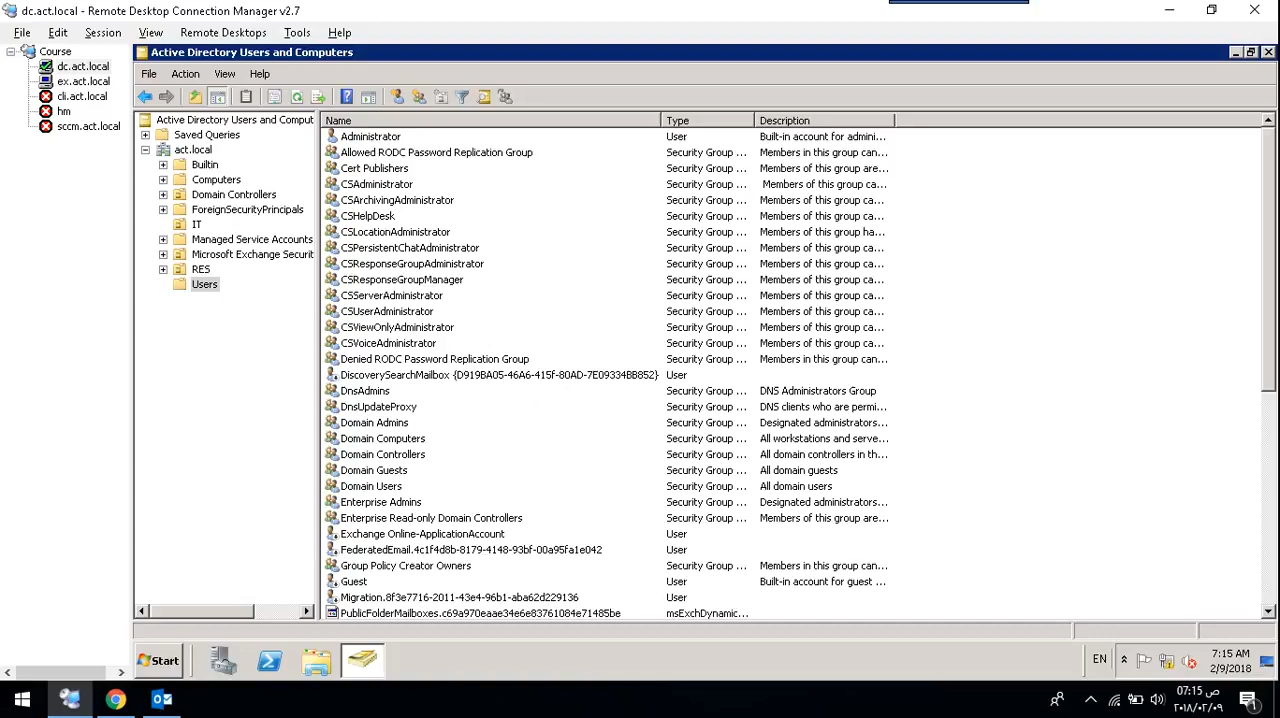 dc.act.local - Remote Desktop Connection Manager v2.7
File Edit Session View Remote Desktops Tools Help
Course
dc.act.local
ex.act.local
cli.act.local
hm
sccm.act.local
Active Directory Users and Computers
File Action View Help
Active Directory Users and Comput
Saved Queries
act.local
Builtin
Computers
Domain Controllers
ForeignSecurityPrincipals
IT
Managed Service Accounts
Microsoft Exchange Securit
RES
Users
Name Type Description
Administrator User Built-in account for admini...
Allowed RODC Password Replication Group Security Group ... Members in this group can...
Cert Publishers Security Group ... Members of this group are...
CSAdministrator Security Group ... Members of this group ca...
CSArchivingAdministrator Security Group ... Members of this group ca...
CSHelpDesk Security Group ... Members of this group ca...
CSLocationAdministrator Security Group ... Members of this group ha...
CSPersistentChatAdministrator Security Group ... Members of this group ca...
CSResponseGroupAdministrator Security Group ... Members of this group ca...
CSResponseGroupManager Security Group ... Members of this group ca...
CSServerAdministrator Security Group ... Members of this group ca...
CSUserAdministrator Security Group ... Members of this group ca...
CSViewOnlyAdministrator Security Group ... Members of this group ca...
CSVoiceAdministrator Security Group ... Members of this group ca...
Denied RODC Password Replication Group Security Group ... Members in this group can...
DiscoverySearchMailbox {D919BA05-46A6-415f-80AD-7E09334BB852} User
DnsAdmins Security Group ... DNS Administrators Group
DnsUpdateProxy Security Group ... DNS clients who are permi...
Domain Admins Security Group ... Designated administrators...
Domain Computers Security Group ... All workstations and serve...
Domain Controllers Security Group ... All domain controllers in th...
Domain Guests Security Group ... All domain guests
Domain Users Security Group ... All domain users
Enterprise Admins Security Group ... Designated administrators...
Enterprise Read-only Domain Controllers Security Group ... Members of this group are...
Exchange Online-ApplicationAccount User
FederatedEmail.4c1f4d8b-8179-4148-93bf-00a95fa1e042 User
Group Policy Creator Owners Security Group ... Members in this group can...
Guest User Built-in account for guest ...
Migration.8f3e7716-2011-43e4-96b1-aba62d229136 User
PublicFolderMailboxes.c69a970eaae34e6e83761084e71485be msExchDynamic...
Start
EN
7:15 AM
2/9/2018
07:15 ص
٢٠١٨/٠٢/٠٩
1